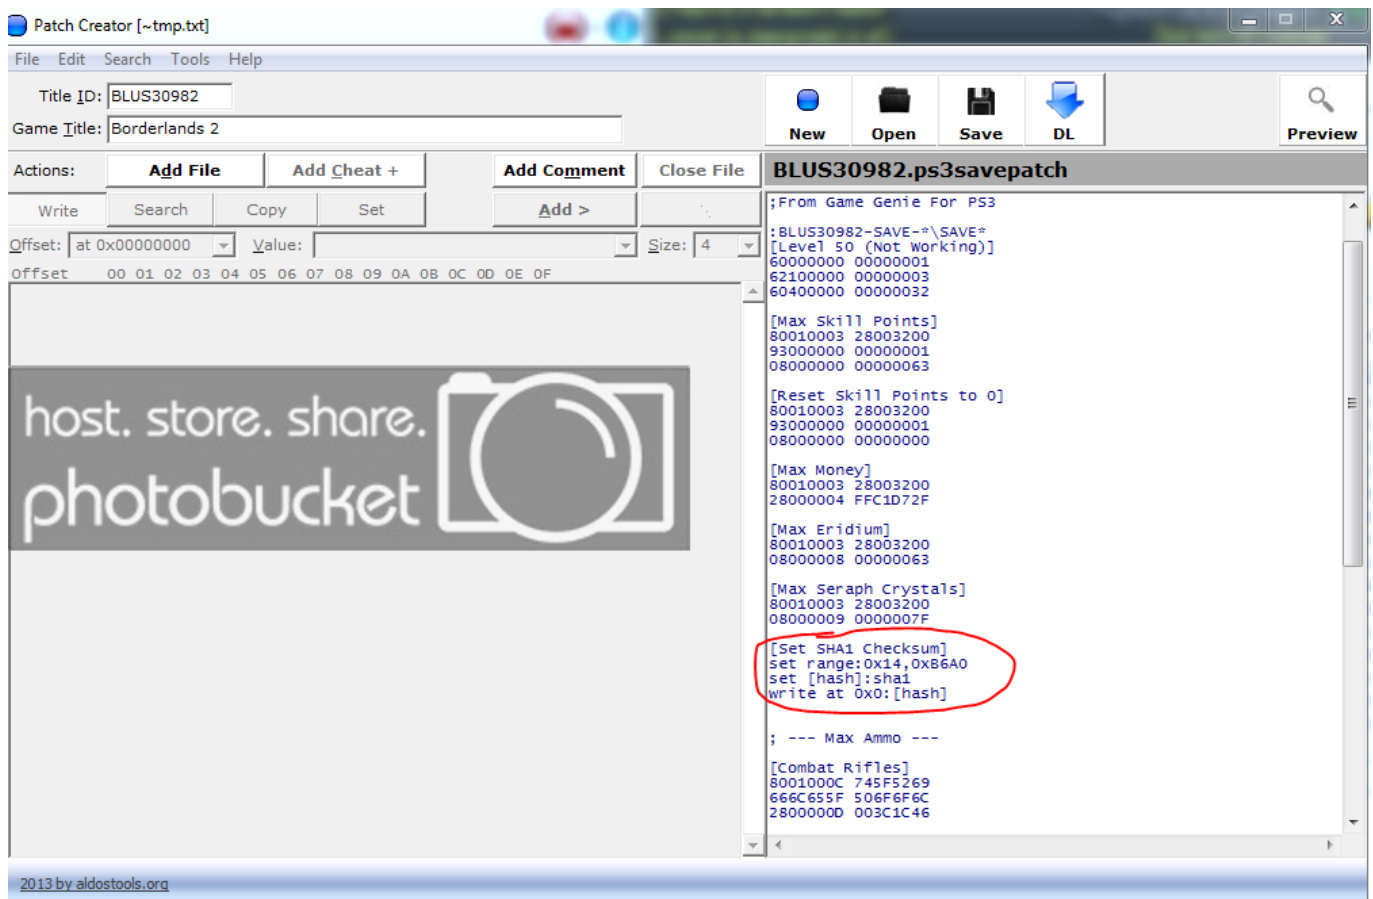 Patch Creator [~tmp.txt]
File Edit Search Tools Help
Title ID: BLUS30982
Game Title: Borderlands 2
New Open Save DL Preview
Actions: Add File Add Cheat + Add Comment Close File
BLUS30982.ps3savepatch
Write Search Copy Set Add >
Offset: at 0x00000000 Value: Size: 4
Offset 00 01 02 03 04 05 06 07 08 09 0A 0B 0C 0D 0E 0F
host. store. share.
photobucket
;From Game Genie For PS3
:BLUS30982-SAVE-*\SAVE*
[Level 50 (Not Working)]
60000000 00000001
62100000 00000003
60400000 00000032
[Max Skill Points]
80010003 28003200
93000000 00000001
08000000 00000063
[Reset Skill Points to 0]
80010003 28003200
93000000 00000001
08000000 00000000
[Max Money]
80010003 28003200
28000004 FFC1D72F
[Max Eridium]
80010003 28003200
08000008 00000063
[Max Seraph Crystals]
80010003 28003200
08000009 0000007F
[Set SHA1 Checksum]
set range:0x14,0xB6A0
set [hash]:sha1
write at 0x0:[hash]
; --- Max Ammo ---
[Combat Rifles]
8001000C 745F5269
666C655F 506F6F6C
2800000D 003C1C46
2013 by aldostools.org